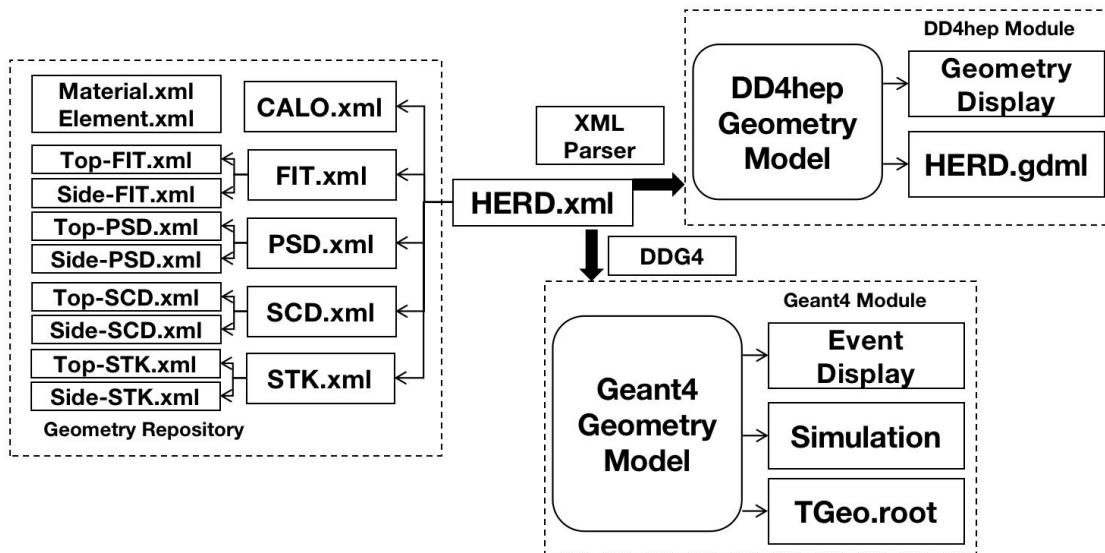 Material.xml
Element.xml
CALO.xml
Top-FIT.xml
Side-FIT.xml
FIT.xml
Top-PSD.xml
Side-PSD.xml
PSD.xml
Top-SCD.xml
Side-SCD.xml
SCD.xml
Top-STK.xml
Side-STK.xml
STK.xml
Geometry Repository
HERD.xml
XML
Parser
DD4hep Module
DD4hep
Geometry
Model
Geometry
Display
HERD.gdml
DDG4
Geant4 Module
Geant4
Geometry
Model
Event
Display
Simulation
TGeo.root